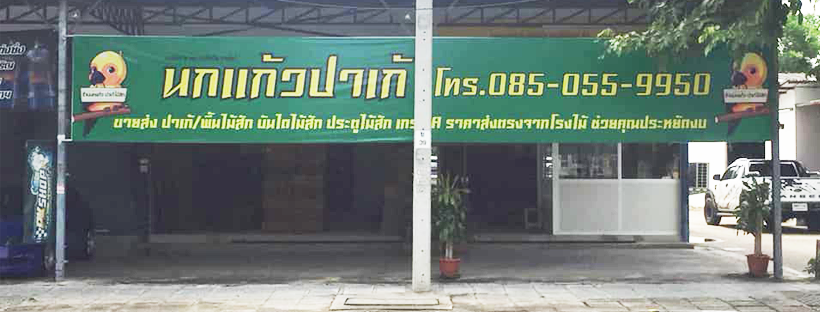 นกแก้วปาเก้ โทร.085-055-9950
ขายส่ง ปาเก้/พื้นไม้สัก บันไดไม้สัก ประตูไม้สัก A ราคาส่งตรงจากโรงไม้ ช่วยคุณประหยัดงบ
SHOP